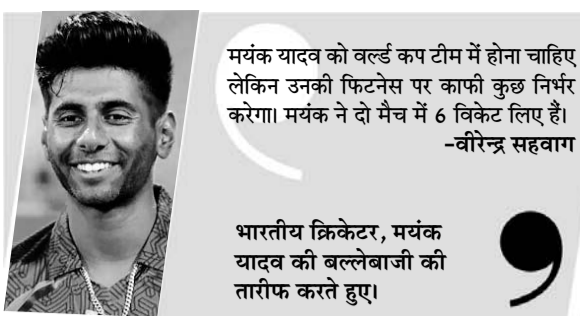 मयंक यादव को वर्ल्ड कप टीम में होना चाहिए
लेकिन उनकी फिटनेस पर काफी कुछ निर्भर
करेगा। मयंक ने दो मैच में 6 विकेट लिए हैं।
-वीरेन्द्र सहवाग
भारतीय क्रिकेटर, मयंक
यादव की बल्लेबाजी की
तारीफ करते हुए।